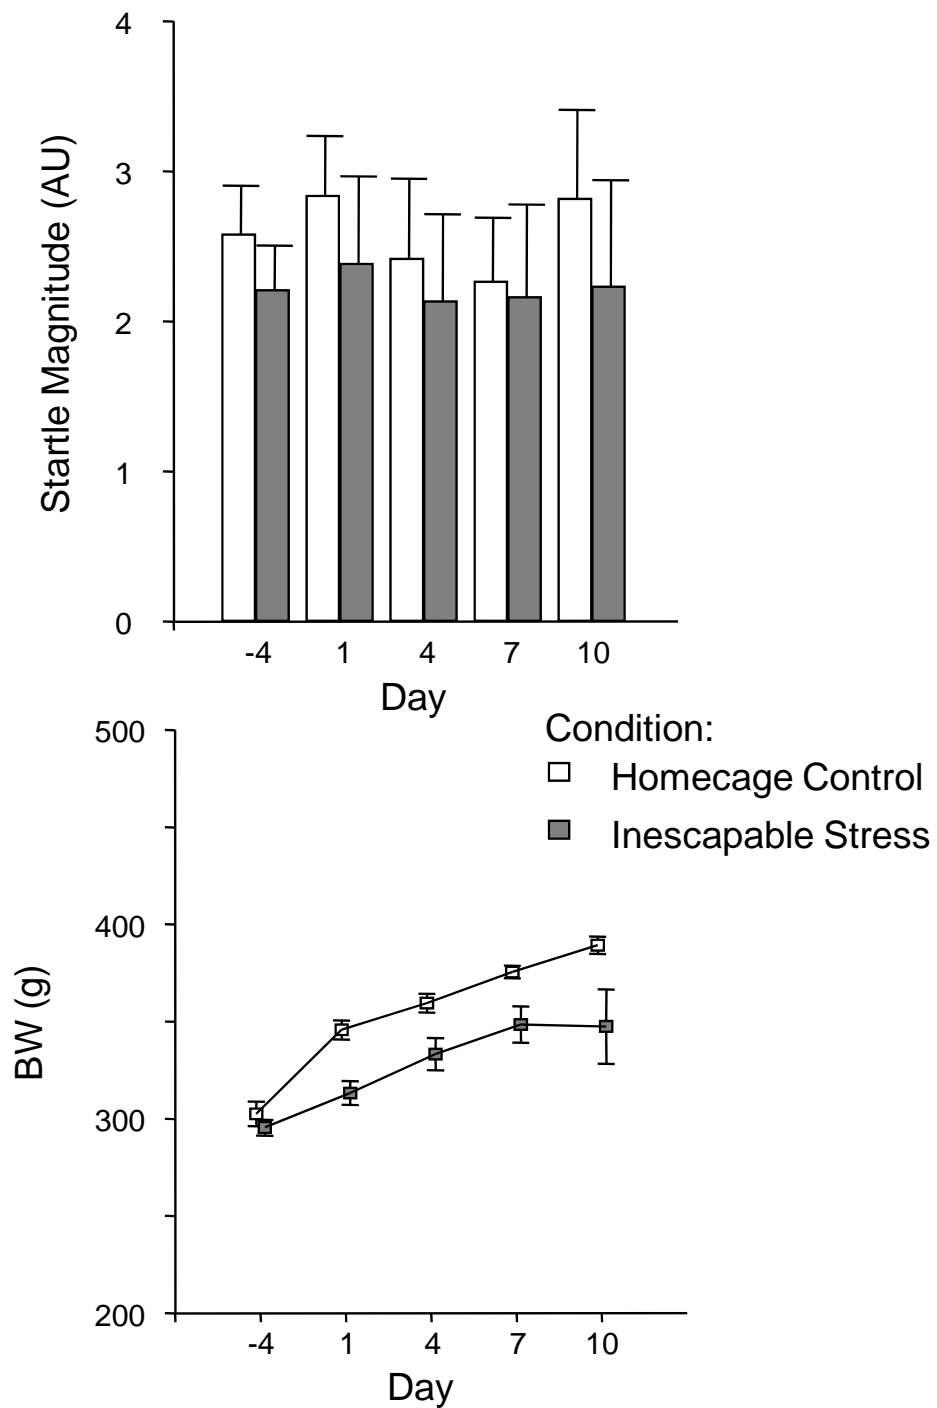 4
3
2
1
0
Startle Magnitude (AU)
-4 1 4 7 10
Day
Condition:
Homecage Control
Inescapable Stress
500
400
300
200
BW (g)
-4 1 4 7 10
Day